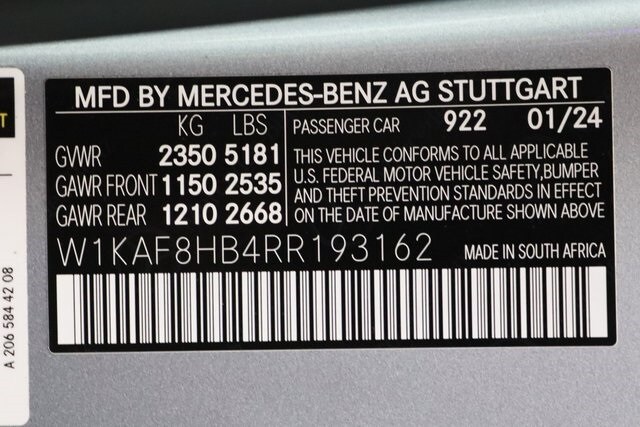 MFD BY MERCEDES-BENZ AG STUTTGART
KG LBS
PASSENGER CAR 922 01/24
GVWR 2350 5181
GAWR FRONT 1150 2535
GAWR REAR 1210 2668
THIS VEHICLE CONFORMS TO ALL APPLICABLE
U.S. FEDERAL MOTOR VEHICLE SAFETY,BUMPER
AND THEFT PREVENTION STANDARDS IN EFFECT
ON THE DATE OF MANUFACTURE SHOWN ABOVE
W1KAF8HB4RR193162
MADE IN SOUTH AFRICA
T
A 206 584 42 08